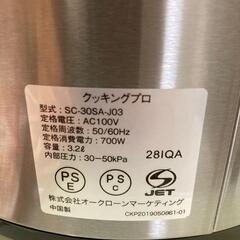 クッキングプロ
型式：SC-30SA-J03
定格電圧：AC100V
定格周波数：50/60Hz
定格消費電力：700W
容量：3.2ℓ
内部圧力：30－50kPa
28IQA
PS
E
PS
C
S
JET
株式会社オークローンマーケティング
中国製
CKP2019050861-01